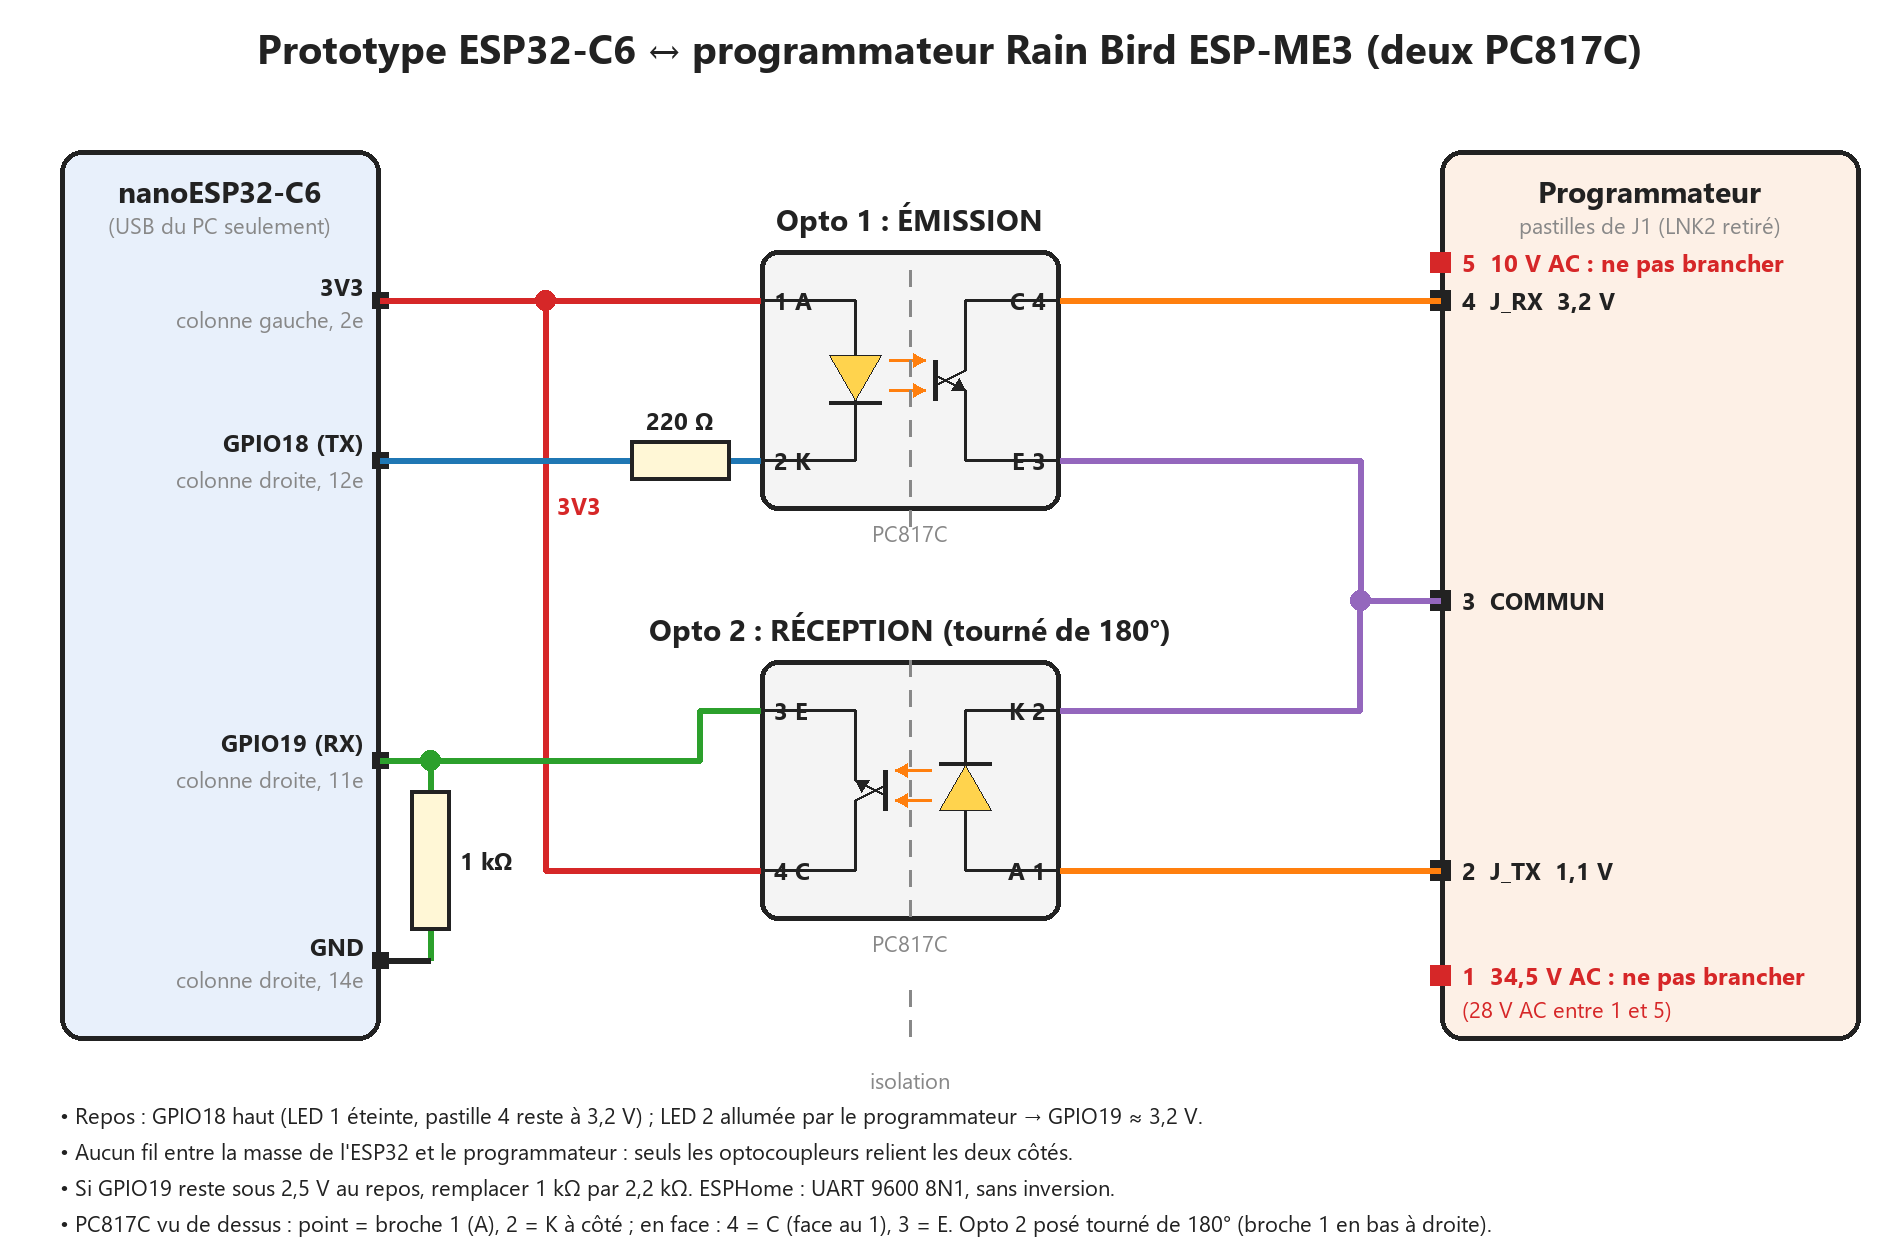 Prototype ESP32-C6 ↔ programmateur Rain Bird ESP-ME3 (deux PC817C)
nanoESP32-C6
(USB du PC seulement)
3V3
colonne gauche, 2e
GPIO18 (TX)
colonne droite, 12e
GPIO19 (RX)
colonne droite, 11e
GND
colonne droite, 14e
220 Ω
3V3
1 kΩ
Opto 1 : ÉMISSION
1 A
C 4
2 K
E 3
PC817C
Opto 2 : RÉCEPTION (tourné de 180°)
3 E
K 2
4 C
A 1
PC817C
isolation
Programmateur
pastilles de J1 (LNK2 retiré)
5 10 V AC : ne pas brancher
4 J_RX 3,2 V
3 COMMUN
2 J_TX 1,1 V
1 34,5 V AC : ne pas brancher
(28 V AC entre 1 et 5)
• Repos : GPIO18 haut (LED 1 éteinte, pastille 4 reste à 3,2 V) ; LED 2 allumée par le programmateur → GPIO19 ≈ 3,2 V.
• Aucun fil entre la masse de l'ESP32 et le programmateur : seuls les optocoupleurs relient les deux côtés.
• Si GPIO19 reste sous 2,5 V au repos, remplacer 1 kΩ par 2,2 kΩ. ESPHome : UART 9600 8N1, sans inversion.
• PC817C vu de dessus : point = broche 1 (A), 2 = K à côté ; en face : 4 = C (face au 1), 3 = E. Opto 2 posé tourné de 180° (broche 1 en bas à droite).